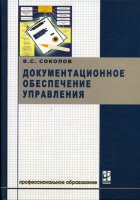 В.С. СОКОЛОВ
ДОКУМЕНТАЦИОННОЕ
ОБЕСПЕЧЕНИЕ
УПРАВЛЕНИЯ
профессиональное образование